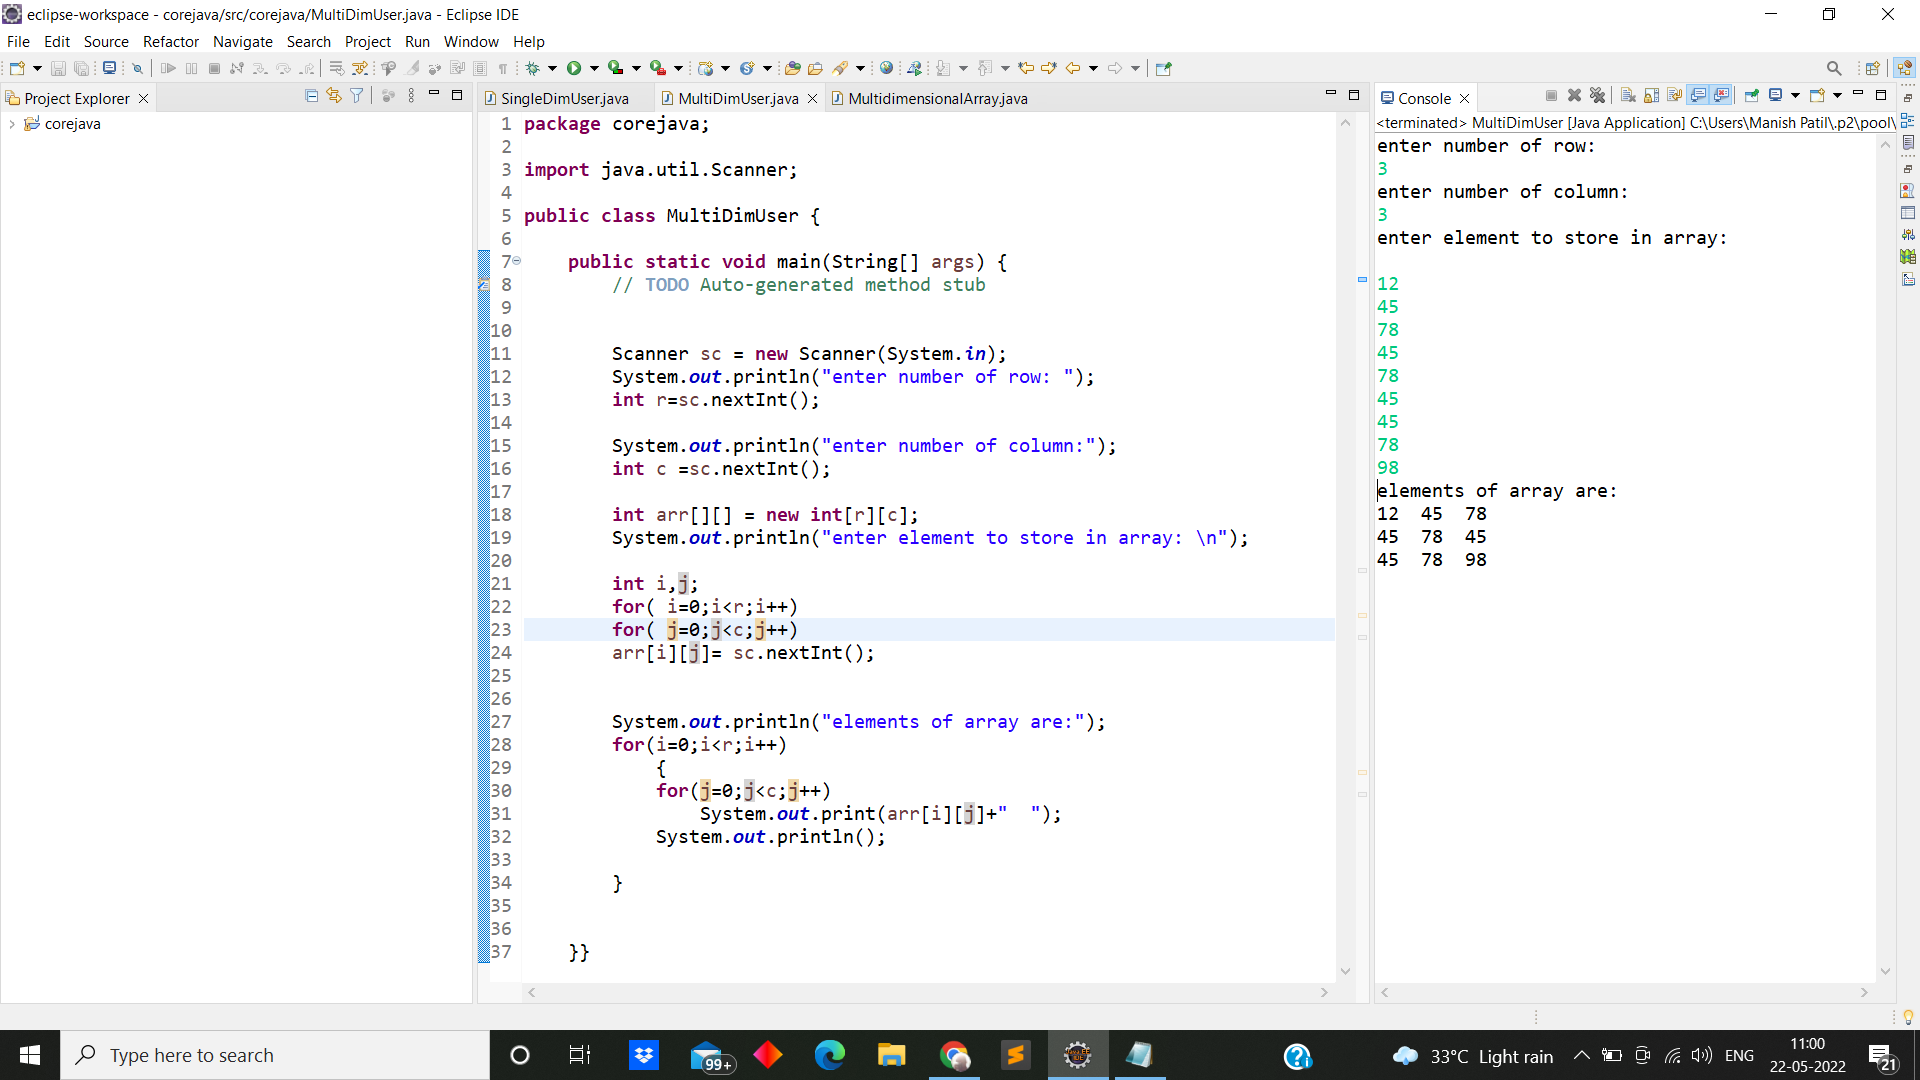 eclipse-workspace - corejava/src/corejava/MultiDimUser.java - Eclipse IDE
File Edit Source Refactor Navigate Search Project Run Window Help
Project Explorer
corejava
SingleDimUser.java MultiDimUser.java MultidimensionalArray.java
1 package corejava;
2
3 import java.util.Scanner;
4
5 public class MultiDimUser {
6
7 public static void main(String[] args) {
8 // TODO Auto-generated method stub
9
10
11 Scanner sc = new Scanner(System.in);
12 System.out.println("enter number of row: ");
13 int r=sc.nextInt();
14
15 System.out.println("enter number of column:");
16 int c =sc.nextInt();
17
18 int arr[][] = new int[r][c];
19 System.out.println("enter element to store in array: \n");
20
21 int i,j;
22 for( i=0;i<r;i++)
23 for( j=0;j<c;j++)
24 arr[i][j]= sc.nextInt();
25
26
27 System.out.println("elements of array are:");
28 for(i=0;i<r;i++)
29 {
30 for(j=0;j<c;j++)
31 System.out.print(arr[i][j]+"  ");
32 System.out.println();
33
34 }
35
36
37 }}
Console
<terminated> MultiDimUser [Java Application] C:\Users\Manish Patil\.p2\pool\
enter number of row:
3
enter number of column:
3
enter element to store in array:
12
45
78
45
78
45
45
78
98
elements of array are:
12  45  78
45  78  45
45  78  98
Type here to search
99+
33°C Light rain
ENG
11:00
22-05-2022
21